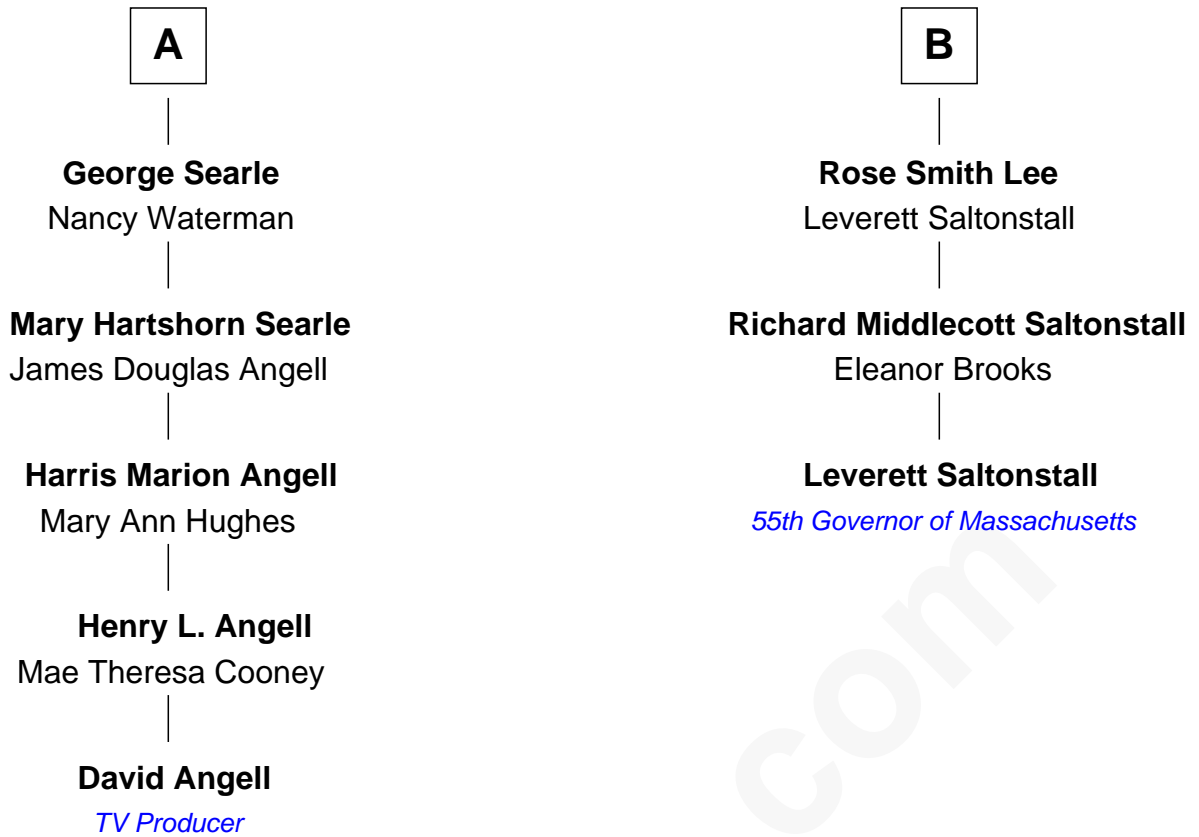 A
George Searle
Nancy Waterman
Mary Hartshorn Searle
James Douglas Angell
Harris Marion Angell
Mary Ann Hughes
Henry L. Angell
Mae Theresa Cooney
David Angell
TV Producer
B
Rose Smith Lee
Leverett Saltonstall
Richard Middlecott Saltonstall
Eleanor Brooks
Leverett Saltonstall
55th Governor of Massachusetts
com